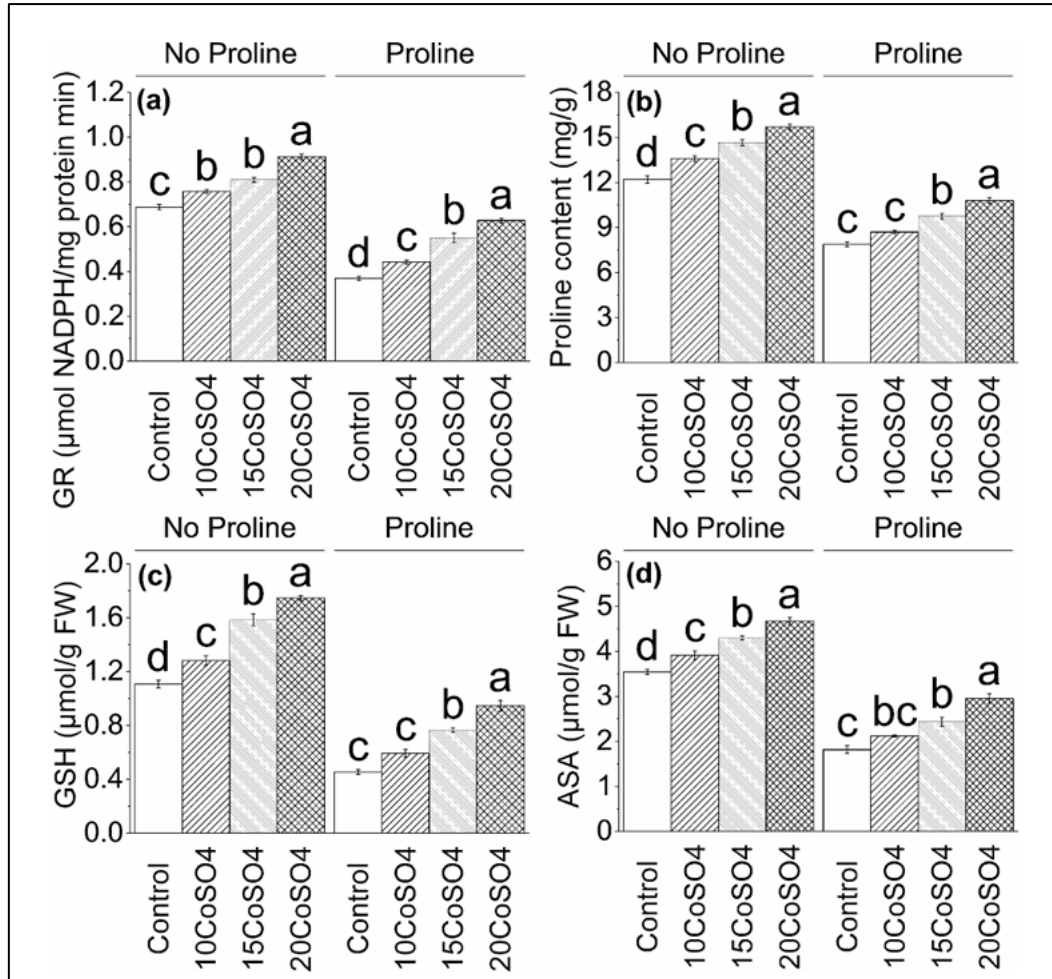 No Proline Proline
(a)
GR (μmol NADPH/mg protein min)
1.2
1.0
0.8
0.6
0.4
0.2
0.0
c b b a d c b a
Control 10CoSO4 15CoSO4 20CoSO4 Control 10CoSO4 15CoSO4 20CoSO4
No Proline Proline
(b)
Proline content (mg/g)
18
15
12
9
6
3
0
d c b a c c b a
Control 10CoSO4 15CoSO4 20CoSO4 Control 10CoSO4 15CoSO4 20CoSO4
No Proline Proline
(c)
GSH (μmol/g FW)
2.0
1.6
1.2
0.8
0.4
0.0
d c b a c c b a
Control 10CoSO4 15CoSO4 20CoSO4 Control 10CoSO4 15CoSO4 20CoSO4
No Proline Proline
(d)
ASA (μmol/g FW)
6
5
4
3
2
1
0
d c b a c bc b a
Control 10CoSO4 15CoSO4 20CoSO4 Control 10CoSO4 15CoSO4 20CoSO4